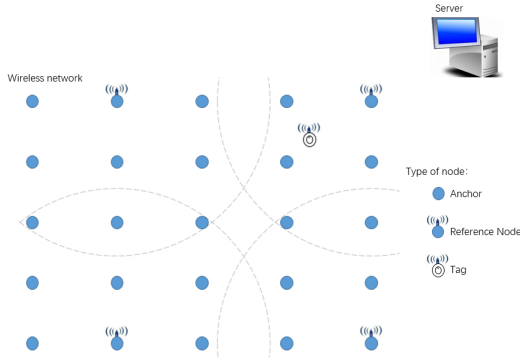 Server
Wireless network
Type of node:
Anchor
Reference Node
Tag